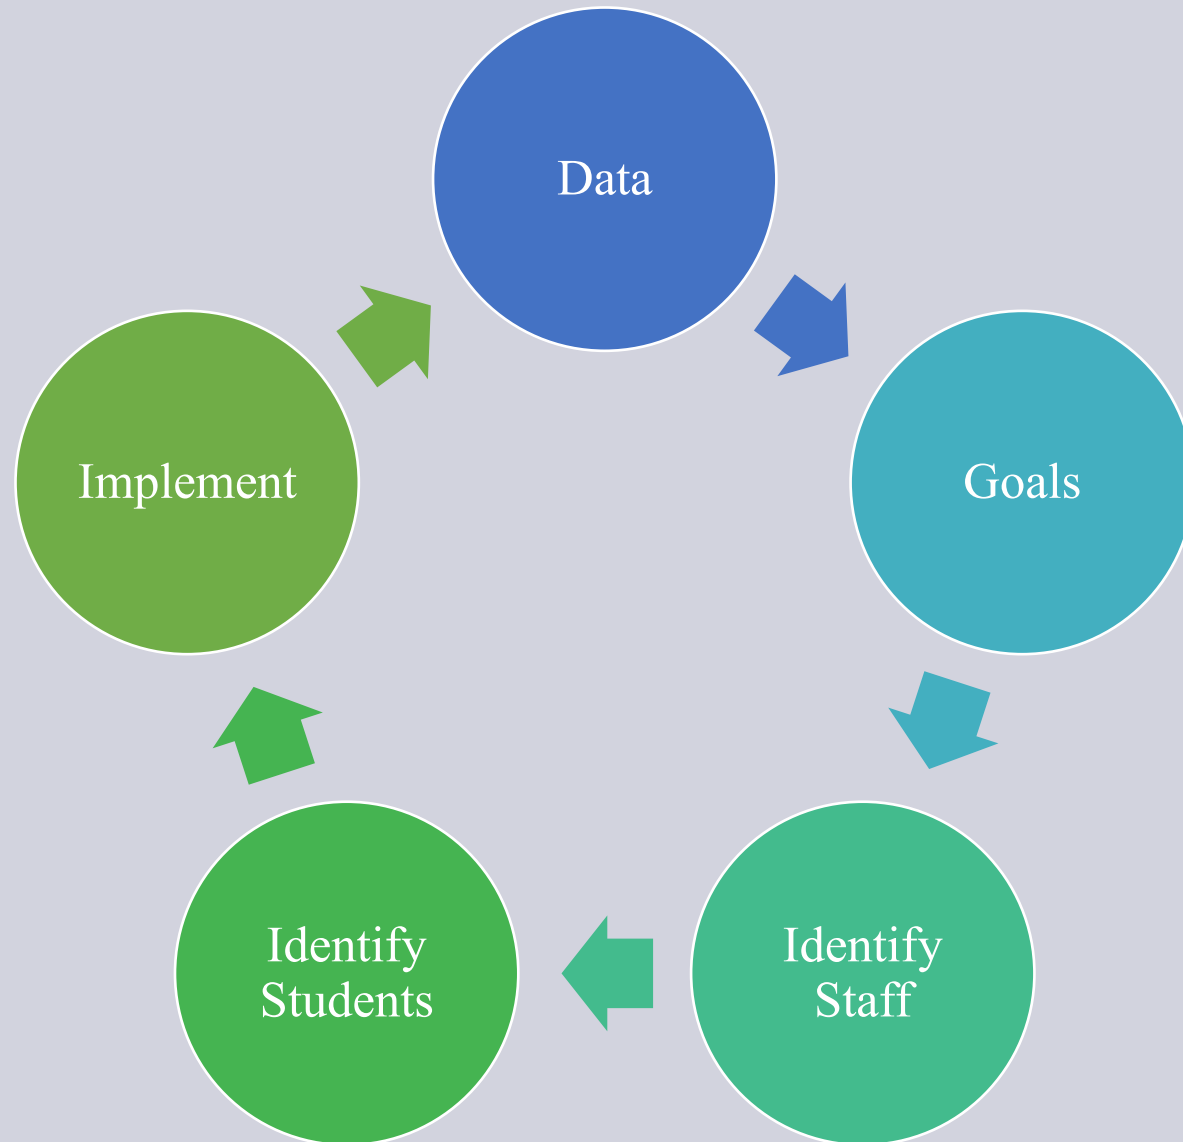 Data
Goals
Identify
Staff
Identify
Students
Implement